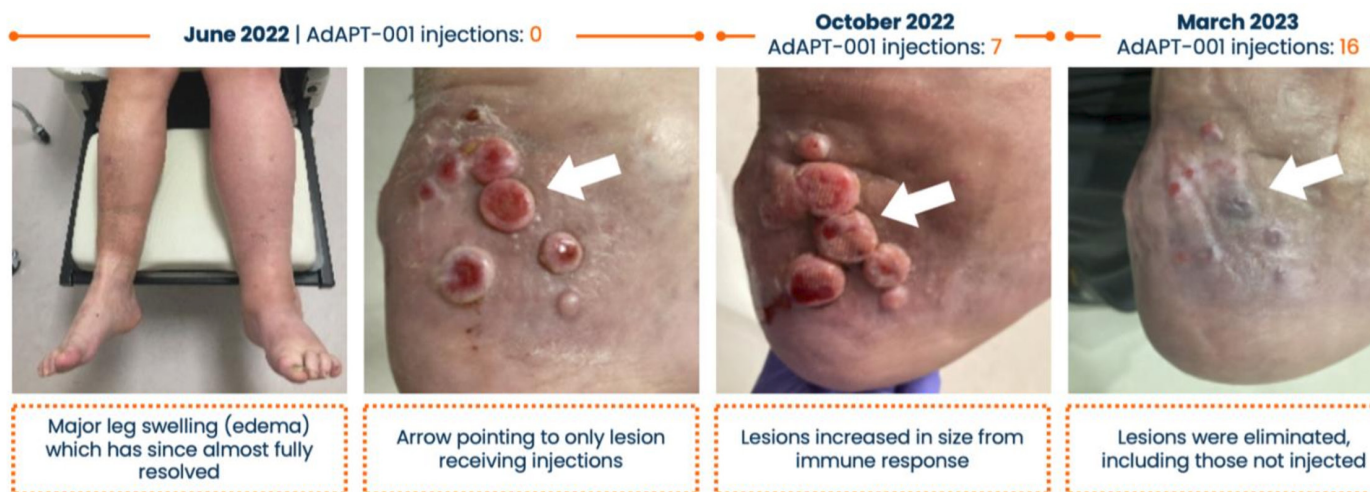 June 2022 | AdAPT-001 injections: 0
October 2022
AdAPT-001 injections: 7
March 2023
AdAPT-001 injections: 16
Major leg swelling (edema)
which has since almost fully
resolved
Arrow pointing to only lesion
receiving injections
Lesions increased in size from
immune response
Lesions were eliminated,
including those not injected